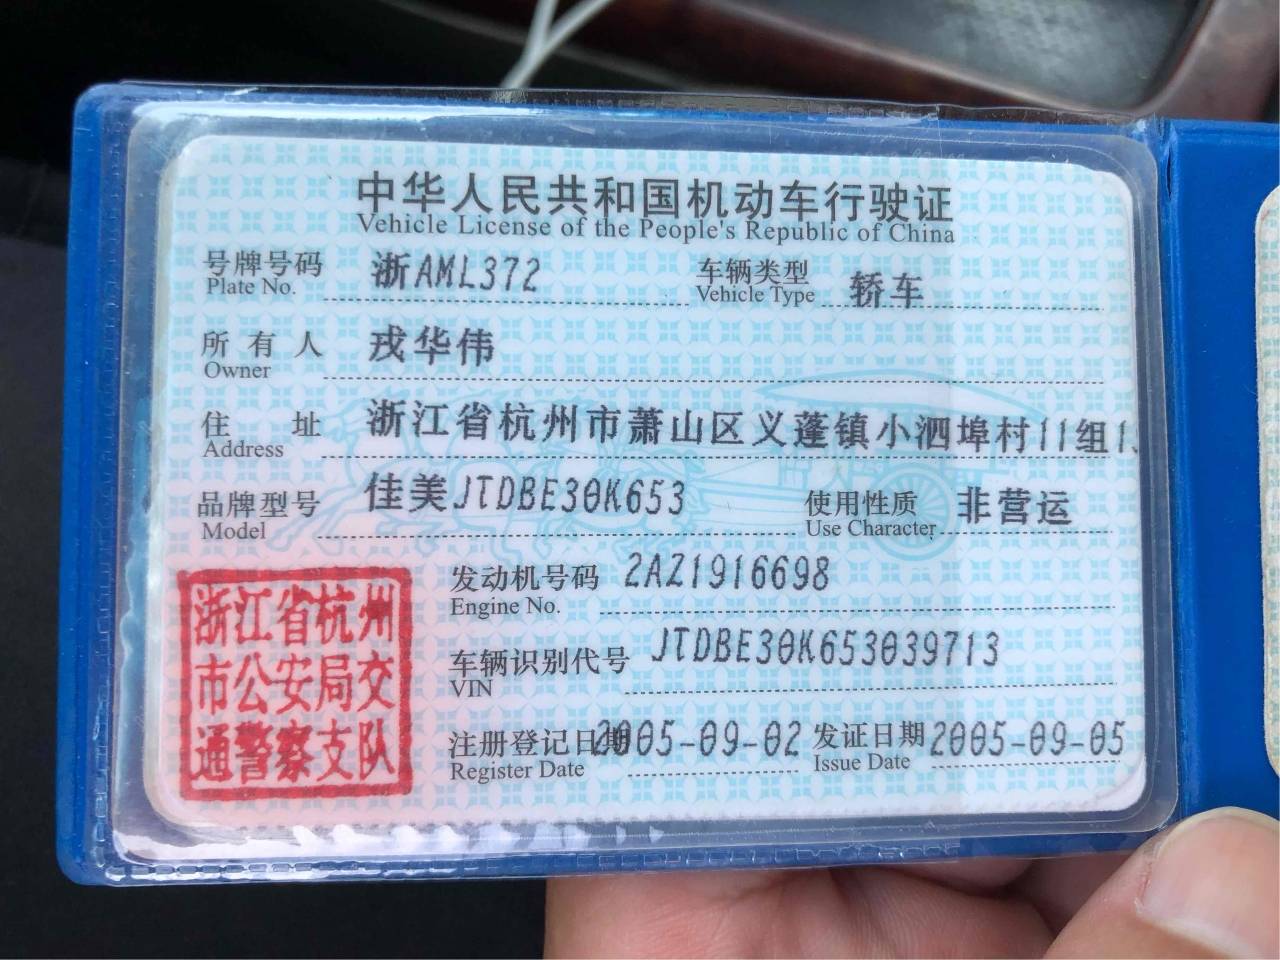 中华人民共和国机动车行驶证
Vehicle License of the People's Republic of China
号牌号码 浙AML372 车辆类型 轿车
Plate No. Vehicle Type
所有人 戎华伟
Owner
住址 浙江省杭州市萧山区义蓬镇小泗埠村11组
Address
品牌型号 佳美JTDBE30K653 使用性质 非营运
Model Use Character
发动机号码 2AZ1916698
Engine No.
车辆识别代号 JTDBE30K653039713
VIN
注册登记日期 2005-09-02 发证日期 2005-09-05
Register Date Issue Date
浙江省杭州
市公安局交
通警察支队